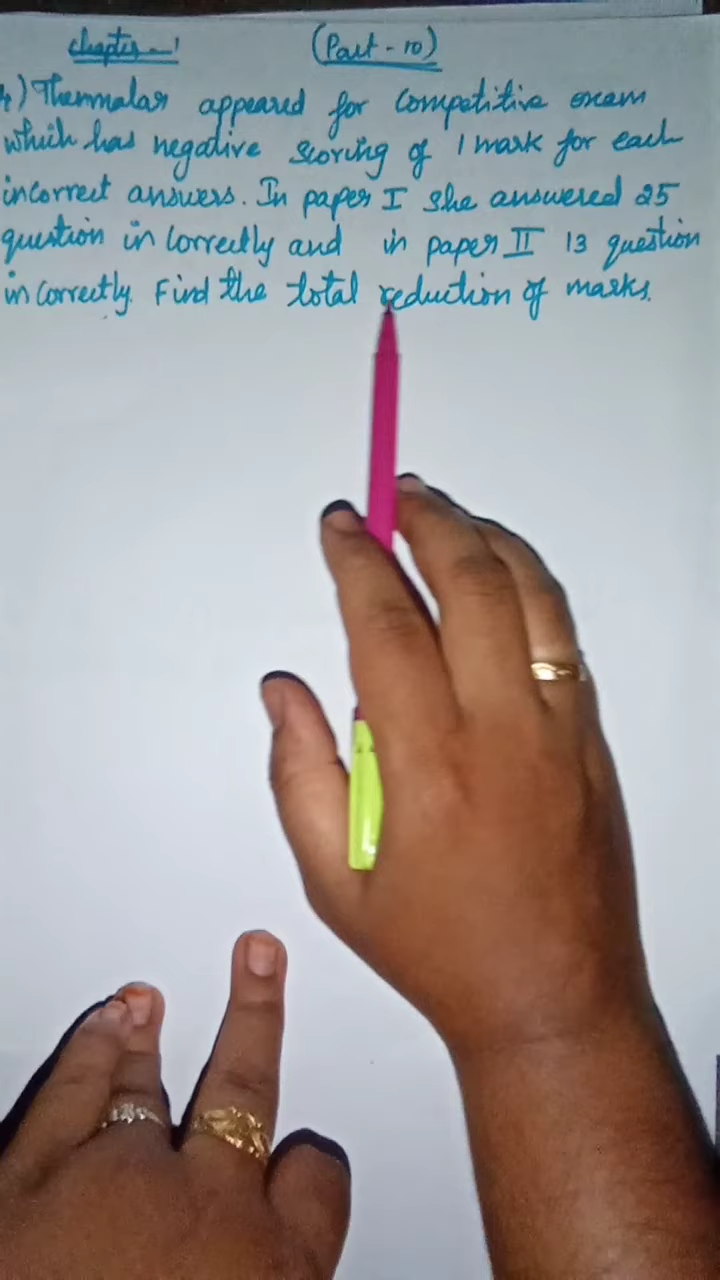 Chapter - 1 (Part - 10)
4) Thenmalar appeared for competitive exam
which has negative scoring of 1 mark for each
incorrect answers. In paper I she answered 25
question incorrectly and in paper II 13 question
incorrectly. Find the total reduction of marks.